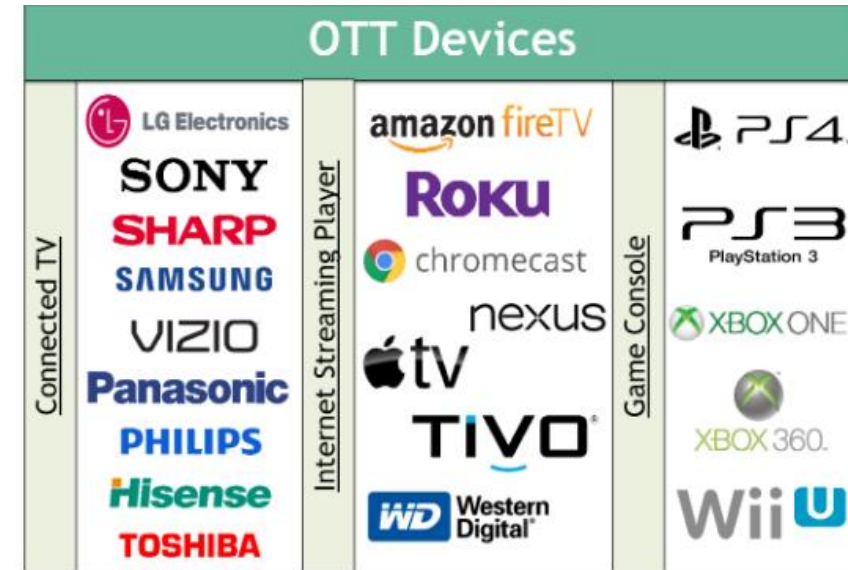 OTT Devices
Connected TV
LG Electronics
SONY
SHARP
SAMSUNG
VIZIO
Panasonic
PHILIPS
Hisense
TOSHIBA
Internet Streaming Player
amazon fireTV
ROKU
chromecast
nexus
tv
TiVo
WD Western
Digital
Game Console
PS4
PS3
PlayStation 3
XBOX ONE
XBOX 360
Wii U